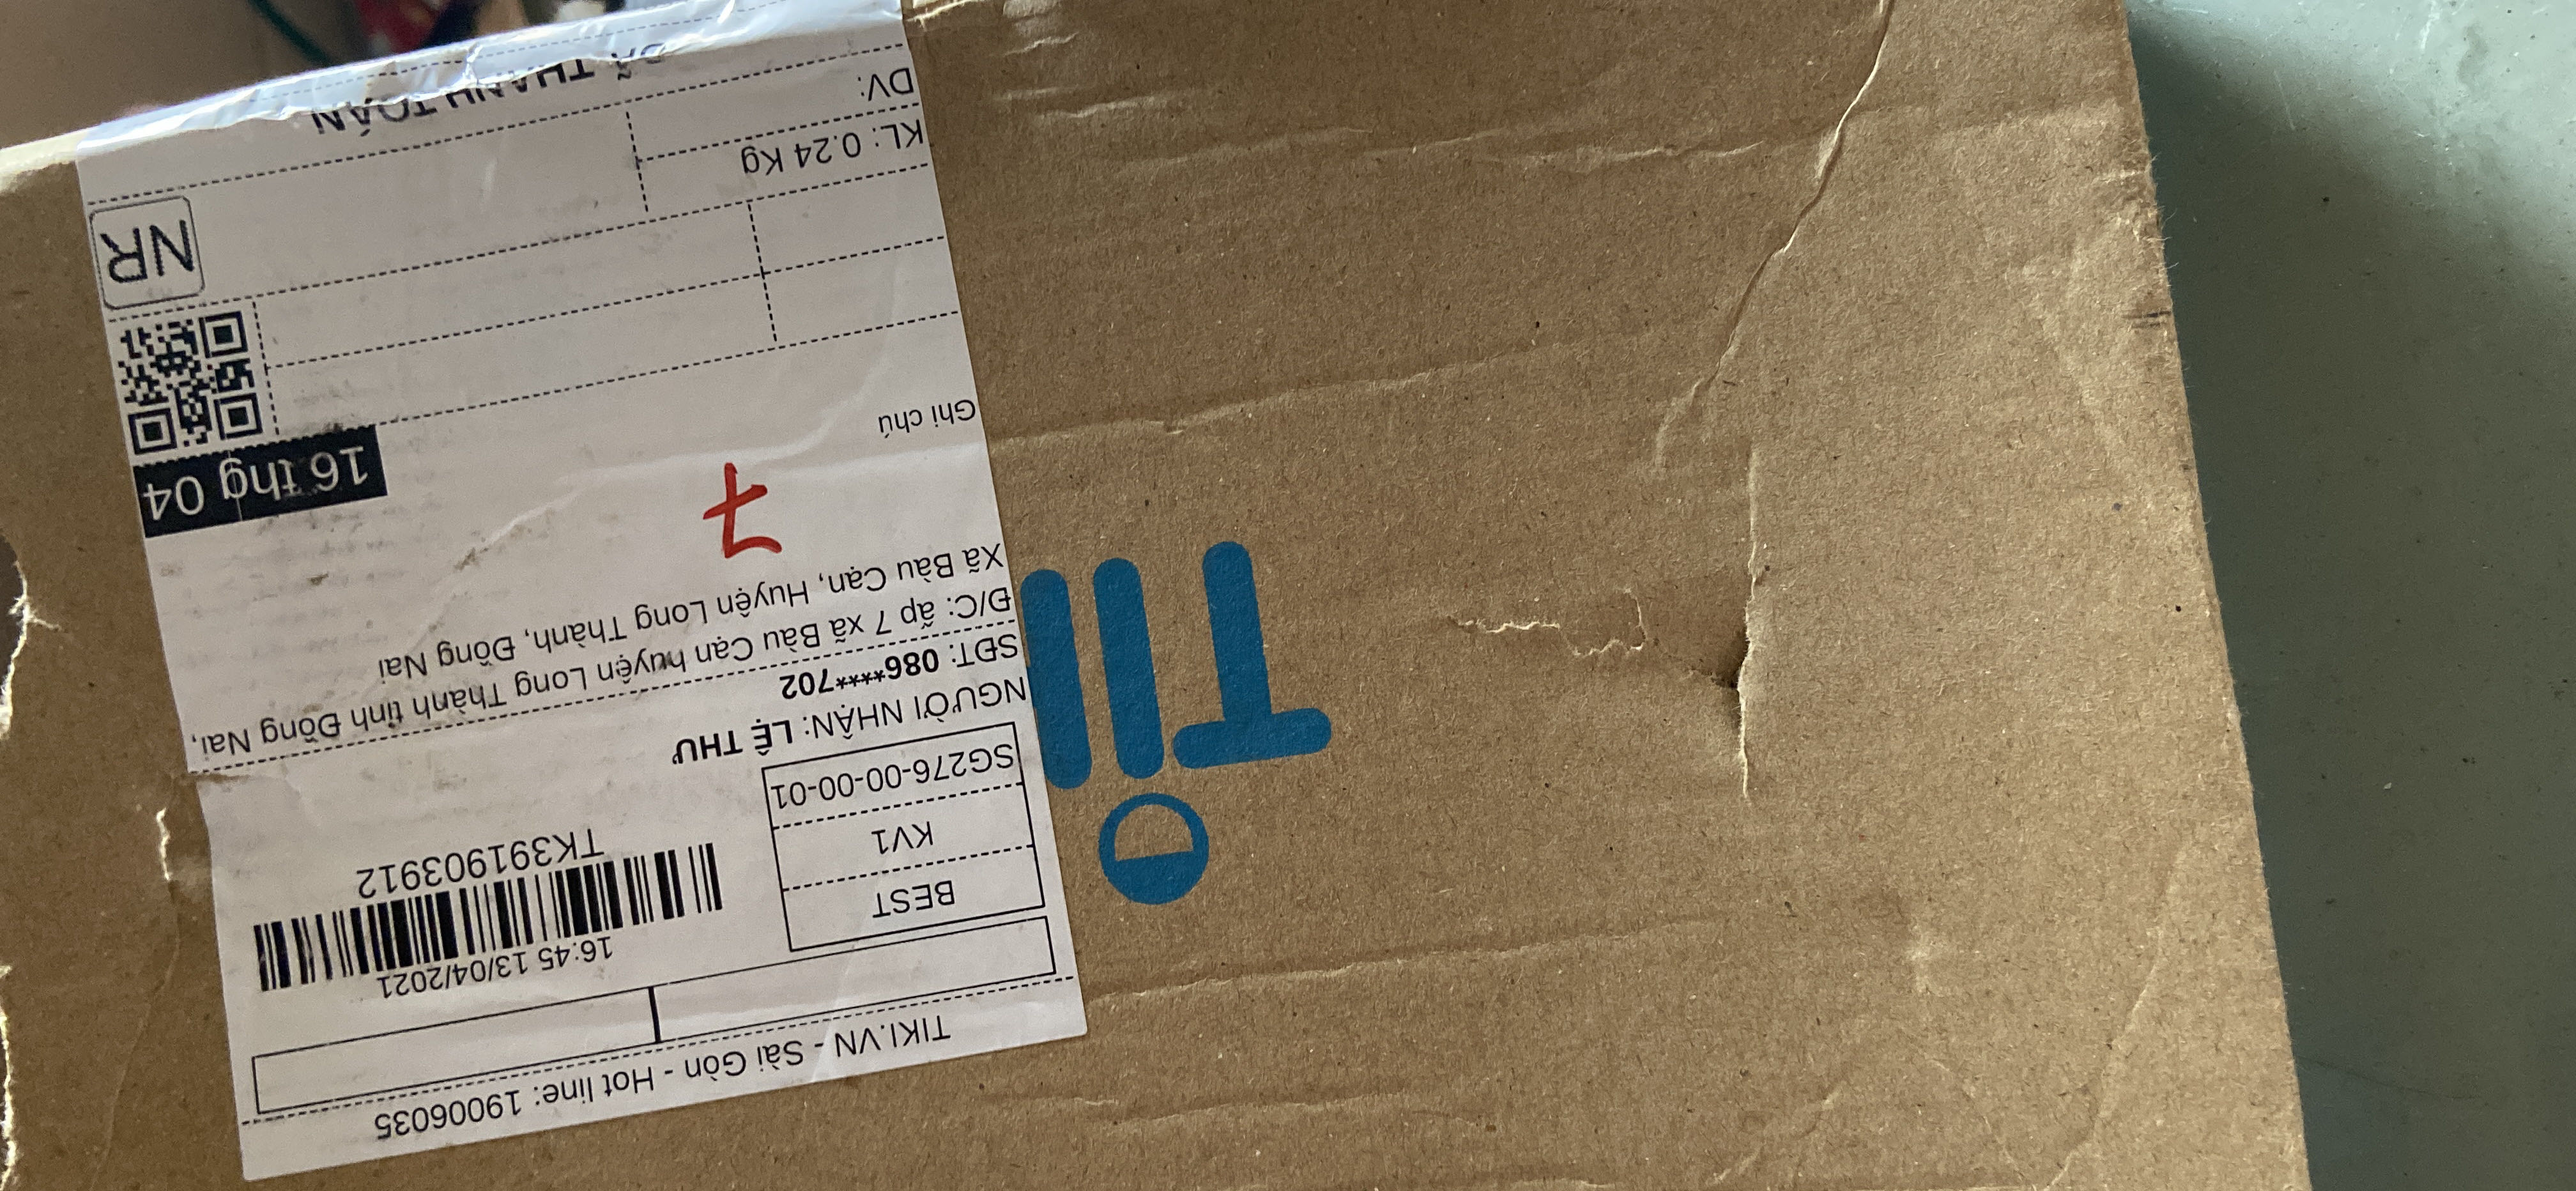 TIKI.VN - Sài Gòn - Hot line: 19006035
BEST
KV1
SG276-00-00-01
16:45 13/04/2021
TK391903912
NGƯỜI NHẬN: LỆ THƯ
SĐT: 086****702
Đ/C: ấp 7 xã Bàu Cạn huyện Long Thành tỉnh Đồng Nai,
Xã Bàu Cạn, Huyện Long Thành, Đồng Nai
7
16 thg 04
Ghi chú
NR
KL: 0.24 Kg
DV:
ĐÃ THANH TOÁN
TI